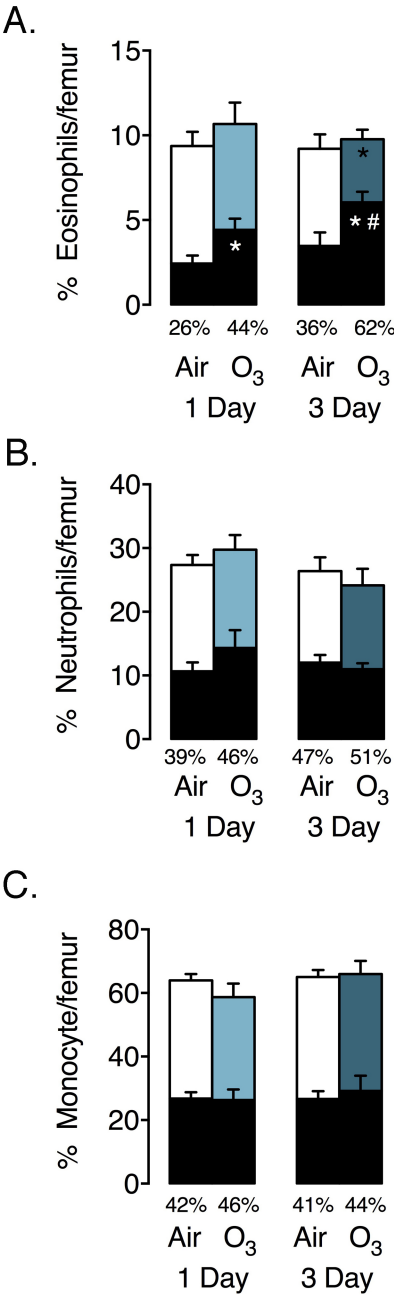 A.
% Eosinophils/femur
15
10
5
0
*
*
* #
26% 44% 36% 62%
Air O3 Air O3
1 Day 3 Day
B.
% Neutrophils/femur
40
30
20
10
0
39% 46% 47% 51%
Air O3 Air O3
1 Day 3 Day
C.
% Monocyte/femur
80
60
40
20
0
42% 46% 41% 44%
Air O3 Air O3
1 Day 3 Day